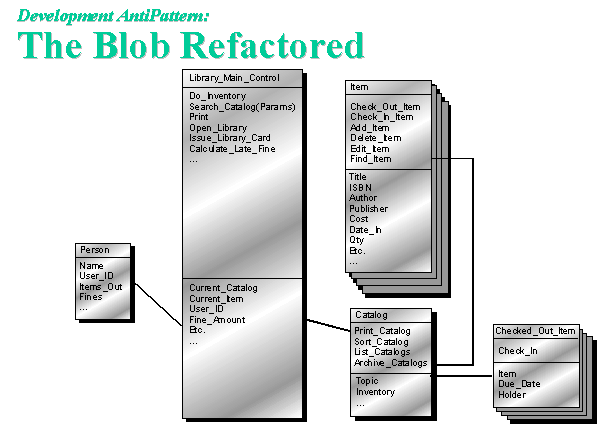 Development AntiPattern:
The Blob Refactored
Library_Main_Control
Do_Inventory
Search_Catalog(Params)
Print
Open_Library
Issue_Library_Card
Calculate_Late_Fine
...
Current_Catalog
Current_Item
User_ID
Fine_Amount
Etc.
...
Item
Check_Out_Item
Check_In_Item
Add_Item
Delete_Item
Edit_Item
Find_Item
Title
ISBN
Author
Publisher
Cost
Date_In
Qty
Etc.
...
Person
Name
User_ID
Items_Out
Fines
...
Catalog
Print_Catalog
Sort_Catalog
List_Catalogs
Archive_Catalogs
Topic
Inventory
...
Checked_Out_Item
Check_In
Item
Due_Date
Holder